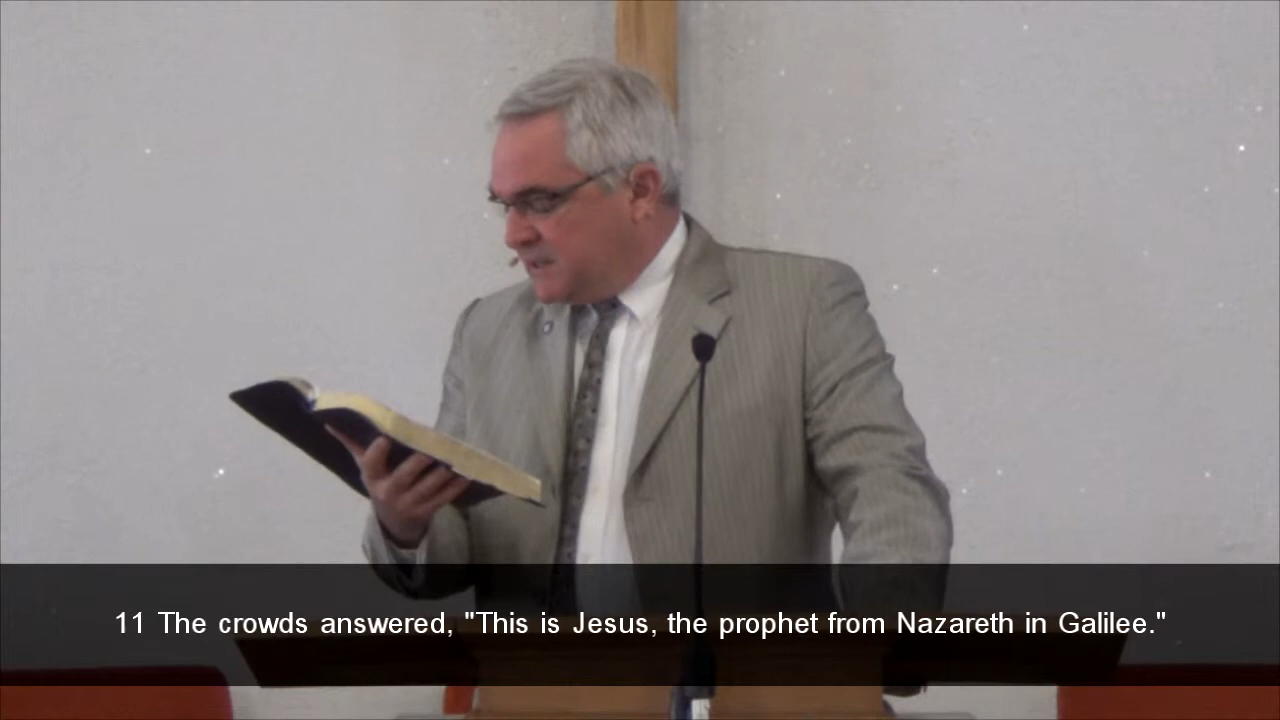 11 The crowds answered, "This is Jesus, the prophet from Nazareth in Galilee."